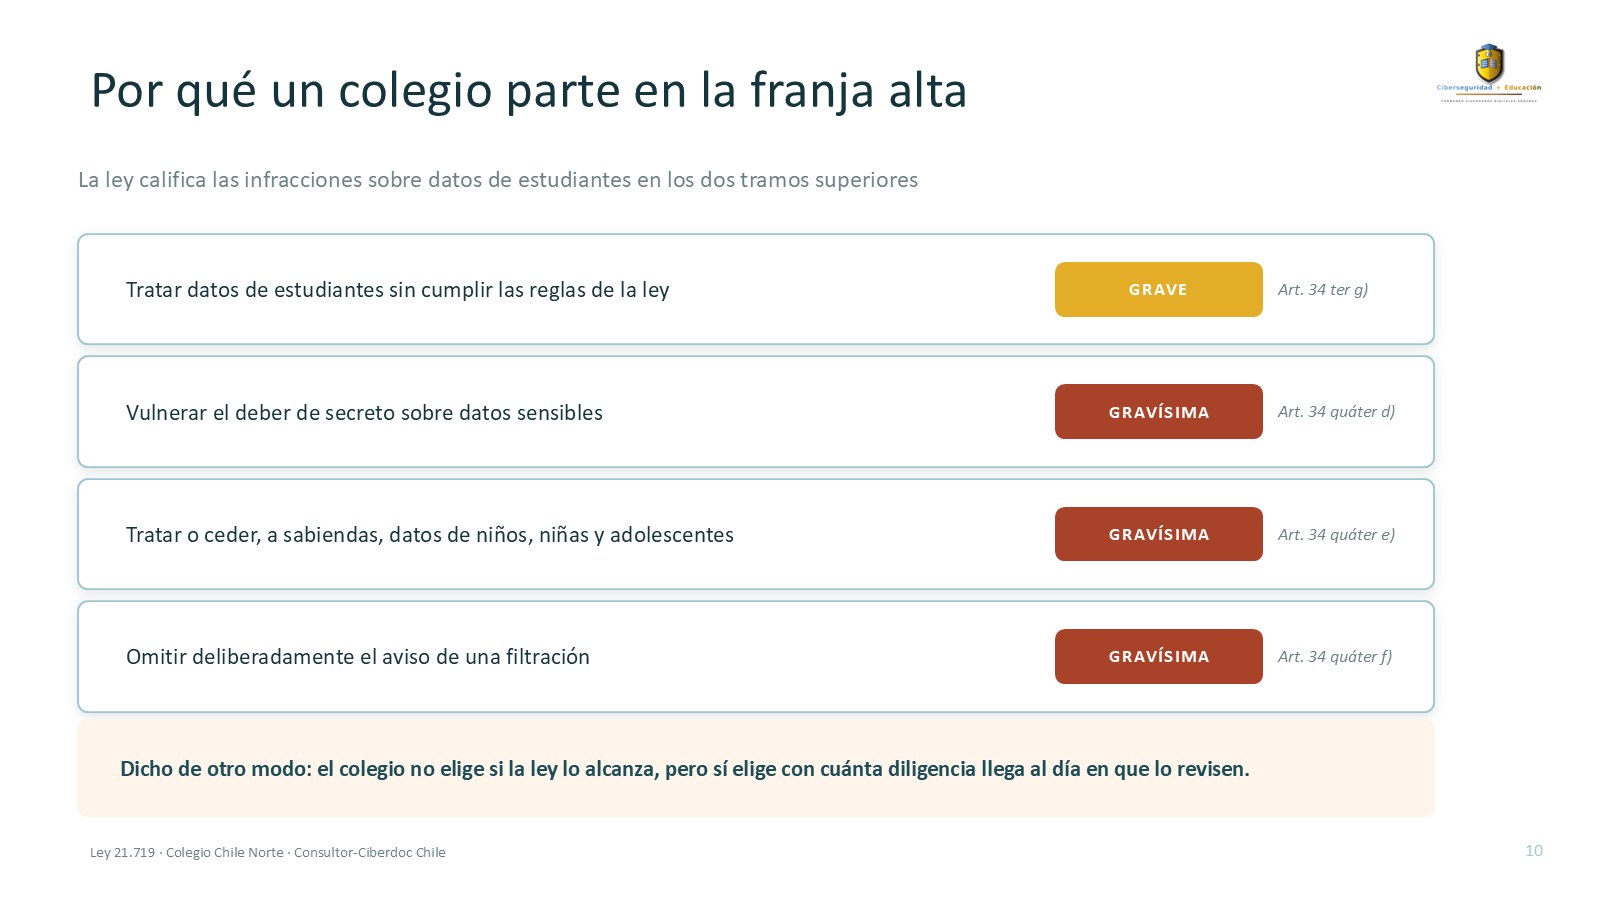 Por qué un colegio parte en la franja alta
Ciberseguridad + Educación
FORMANDO CIUDADANOS DIGITALES SEGUROS
La ley califica las infracciones sobre datos de estudiantes en los dos tramos superiores
Tratar datos de estudiantes sin cumplir las reglas de la ley
GRAVE
Art. 34 ter g)
Vulnerar el deber de secreto sobre datos sensibles
GRAVÍSIMA
Art. 34 quáter d)
Tratar o ceder, a sabiendas, datos de niños, niñas y adolescentes
GRAVÍSIMA
Art. 34 quáter e)
Omitir deliberadamente el aviso de una filtración
GRAVÍSIMA
Art. 34 quáter f)
Dicho de otro modo: el colegio no elige si la ley lo alcanza, pero sí elige con cuánta diligencia llega al día en que lo revisen.
Ley 21.719 · Colegio Chile Norte · Consultor-Ciberdoc Chile
10